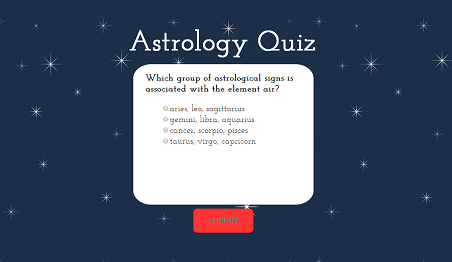 Astrology Quiz
Which group of astrological signs is
associated with the element air?
aries, leo, sagittarius
gemini, libra, aquarius
cancer, scorpio, pisces
taurus, virgo, capricorn
SUBMIT